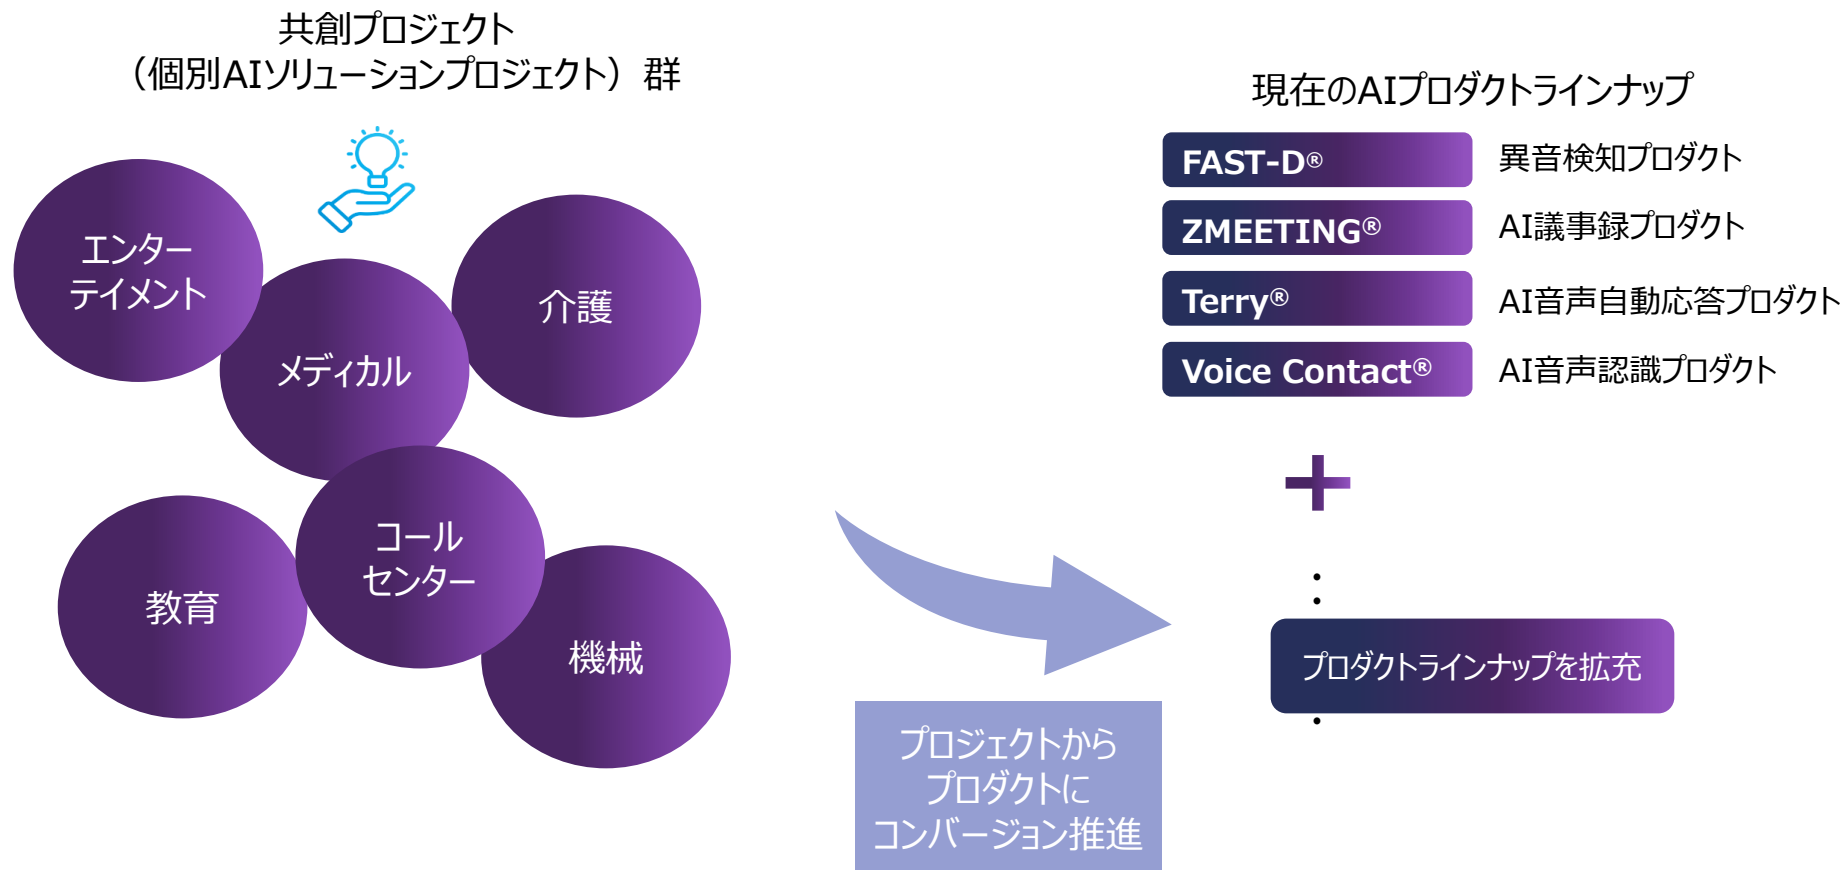 共創プロジェクト
（個別AIソリューションプロジェクト）群
エンター
テイメント
メディカル
介護
教育
コール
センター
機械
プロジェクトから
プロダクトに
コンバージョン推進
現在のAIプロダクトラインナップ
FAST-D® 異音検知プロダクト
ZMEETING® AI議事録プロダクト
Terry® AI音声自動応答プロダクト
Voice Contact® AI音声認識プロダクト
プロダクトラインナップを拡充